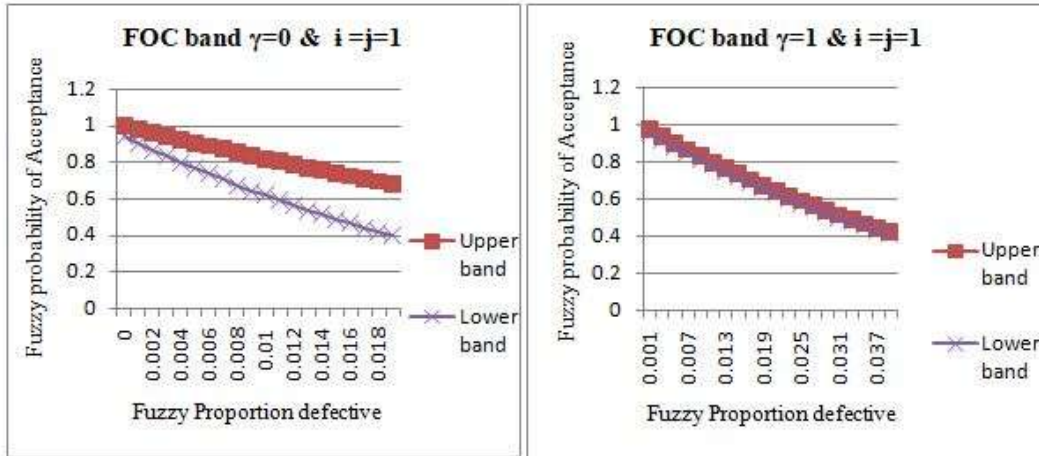 FOC band γ=0 & i =j=1
Fuzzy probability of Acceptance
1.2
1
0.8
0.6
0.4
0.2
0
0
0.002
0.004
0.006
0.008
0.01
0.012
0.014
0.016
0.018
Fuzzy Proportion defective
Upper
band
Lower
band
FOC band γ=1 & i =j=1
Fuzzy probability of Acceptance
1.2
1
0.8
0.6
0.4
0.2
0
0.001
0.007
0.013
0.019
0.025
0.031
0.037
Fuzzy Proportion defective
Upper
band
Lower
band